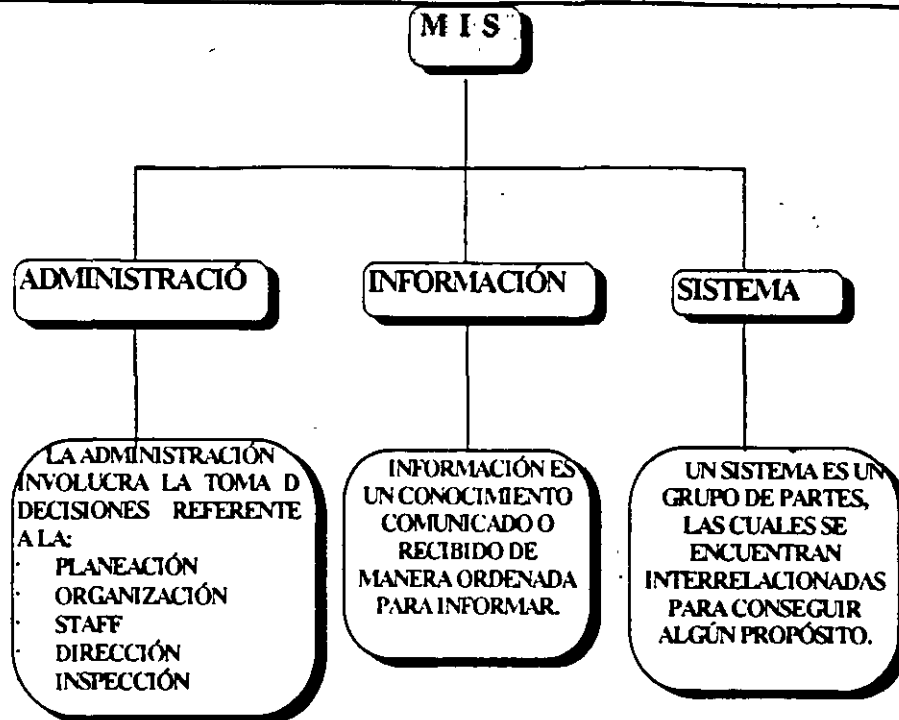 M I S
ADMINISTRACIÓ
INFORMACIÓN
SISTEMA
LA ADMINISTRACIÓN
INVOLUCRA LA TOMA D
DECISIONES REFERENTE
A LA:
· PLANEACIÓN
· ORGANIZACIÓN
· STAFF
· DIRECCIÓN
· INSPECCIÓN
INFORMACIÓN ES
UN CONOCIMIENTO
COMUNICADO O
RECIBIDO DE
MANERA ORDENADA
PARA INFORMAR.
UN SISTEMA ES UN
GRUPO DE PARTES,
LAS CUALES SE
ENCUENTRAN
INTERRELACIONADAS
PARA CONSEGUIR
ALGÚN PROPÓSITO.